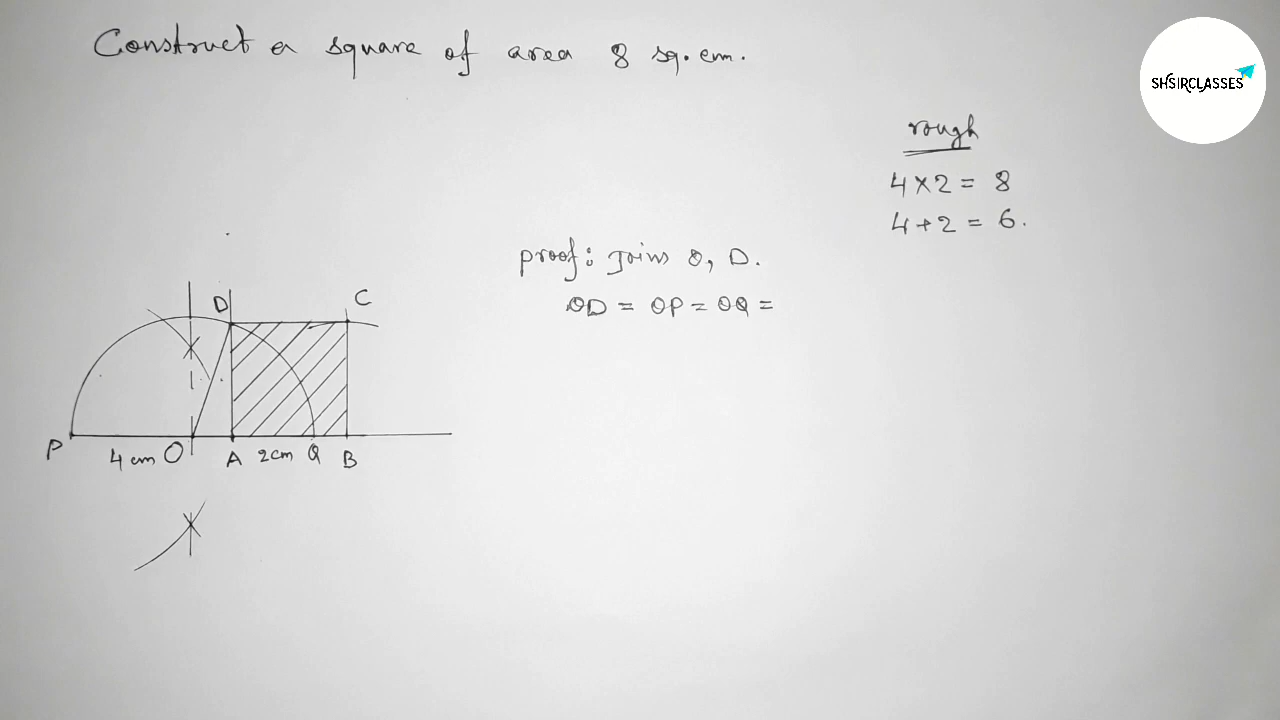 Construct a square of area 8 sq. cm.
SHSIRCLASSES
rough
4×2 = 8
4+2 = 6.
proof: Joins O, D.
OD = OP = OQ =
D
C
P
4 cm
O
A
2cm
Q
B